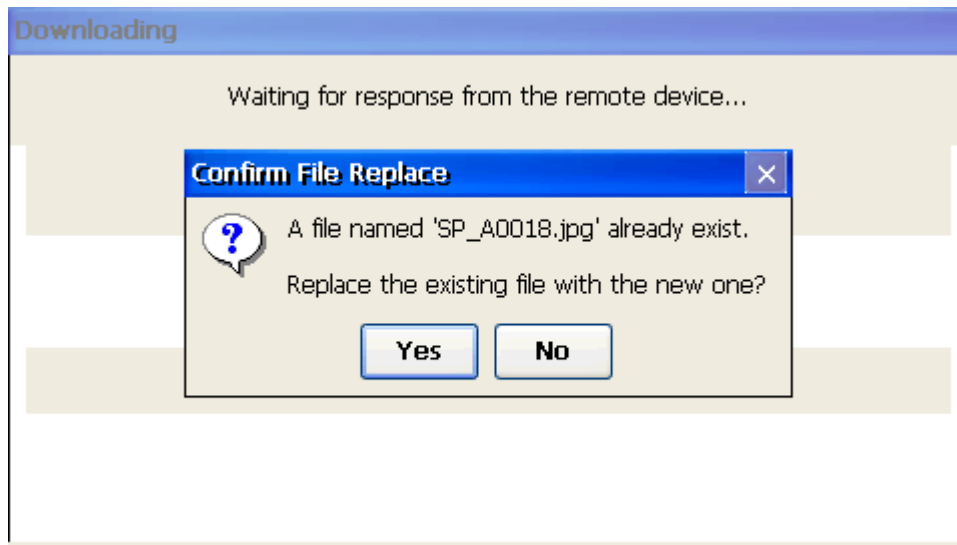 Downloading
Waiting for response from the remote device...
Confirm File Replace
A file named 'SP_A0018.jpg' already exist.
Replace the existing file with the new one?
Yes No